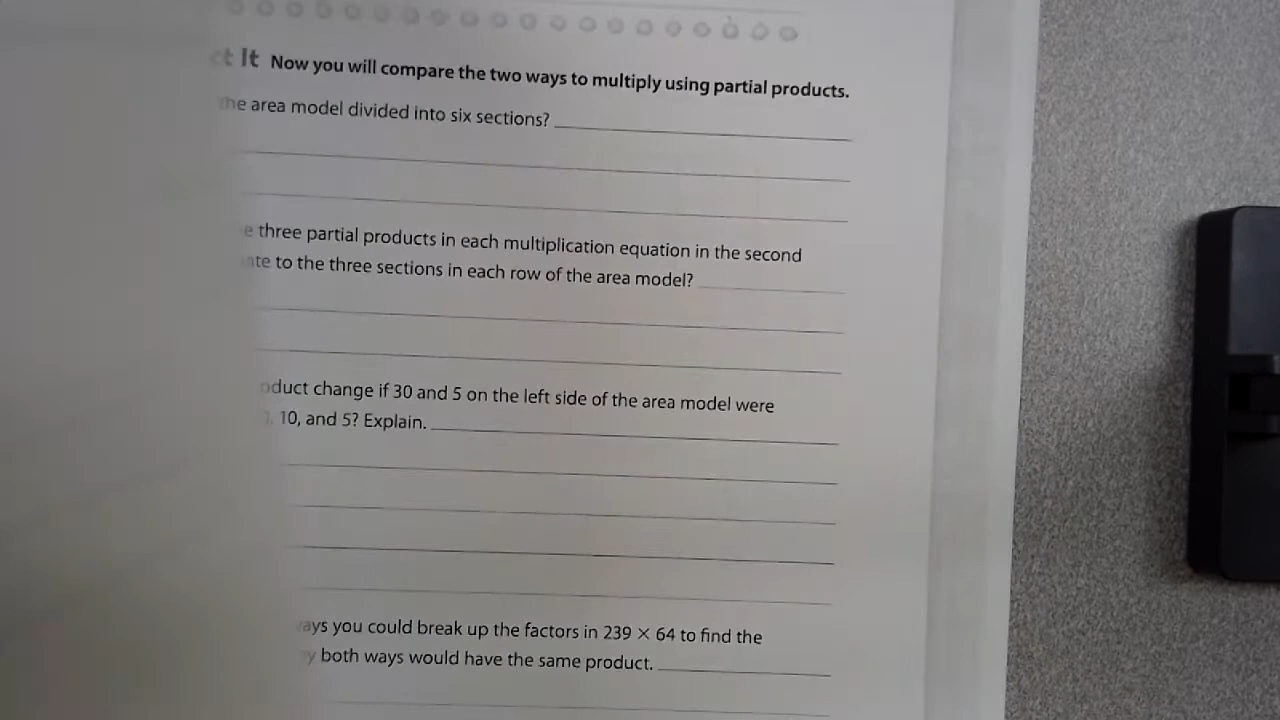 It Now you will compare the two ways to multiply using partial products.
the area model divided into six sections?
three partial products in each multiplication equation in the second
to the three sections in each row of the area model?
change if 30 and 5 on the left side of the area model were
10, and 5? Explain.
you could break up the factors in 239 × 64 to find the
both ways would have the same product.